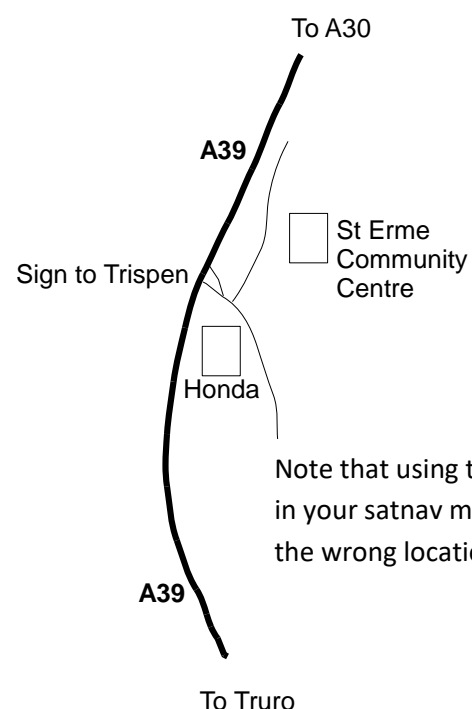 To A30
A39
St Erme
Community
Centre
Sign to Trispen
Honda
Note that using t
in your satnav m
the wrong locatio
A39
To Truro